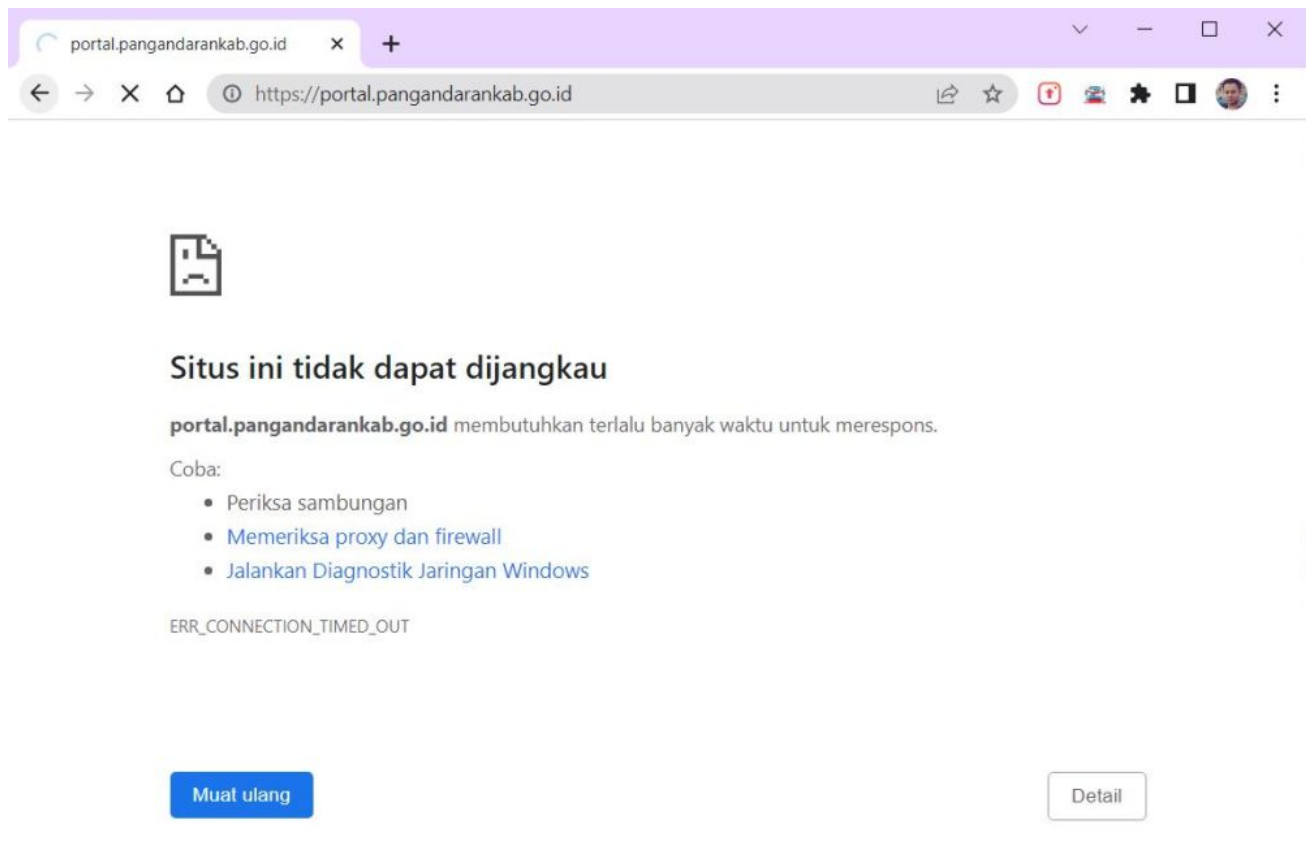 portal.pangandarankab.go.id
https://portal.pangandarankab.go.id
Situs ini tidak dapat dijangkau
portal.pangandarankab.go.id membutuhkan terlalu banyak waktu untuk merespons.
Coba:
Periksa sambungan
Memeriksa proxy dan firewall
Jalankan Diagnostik Jaringan Windows
ERR_CONNECTION_TIMED_OUT
Muat ulang
Detail